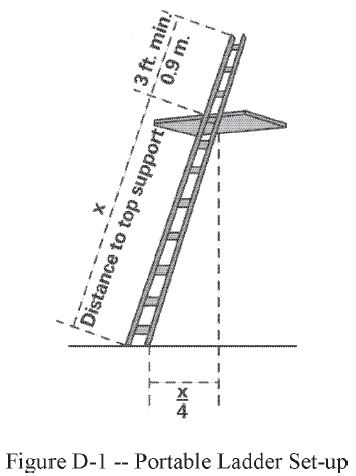 3 ft. min.
0.9 m.
x
Distance to top support
x
4
Figure D-1 -- Portable Ladder Set-up